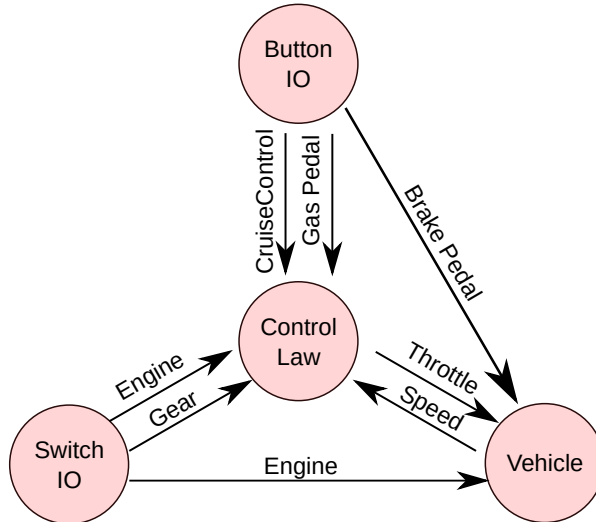 Button
IO
CruiseControl
Gas Pedal
Brake Pedal
Control
Law
Engine
Gear
Throttle
Speed
Switch
IO
Engine
Vehicle